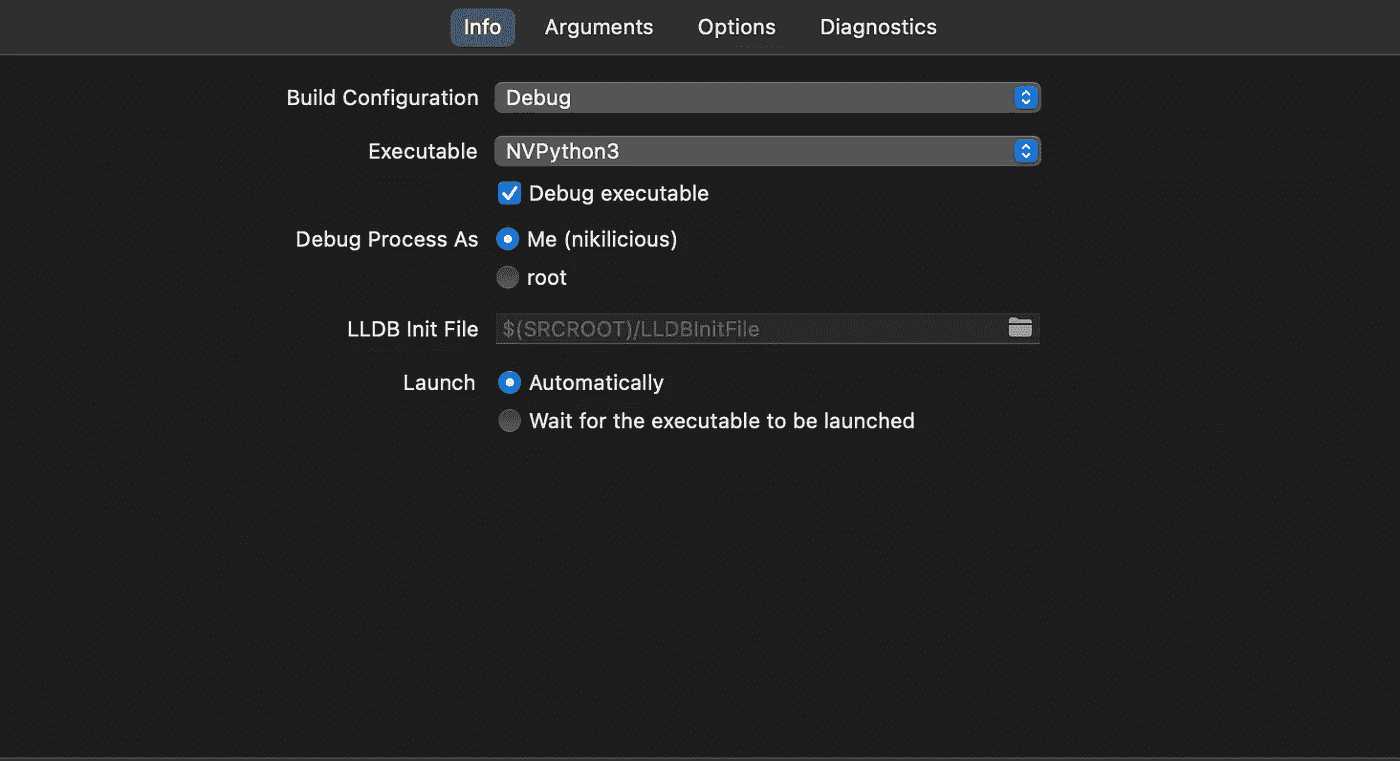 Info Arguments Options Diagnostics
Build Configuration Debug
Executable NVPython3
Debug executable
Debug Process As Me (nikilicious)
root
LLDB Init File $(SRCROOT)/LLDBInitFile
Launch Automatically
Wait for the executable to be launched